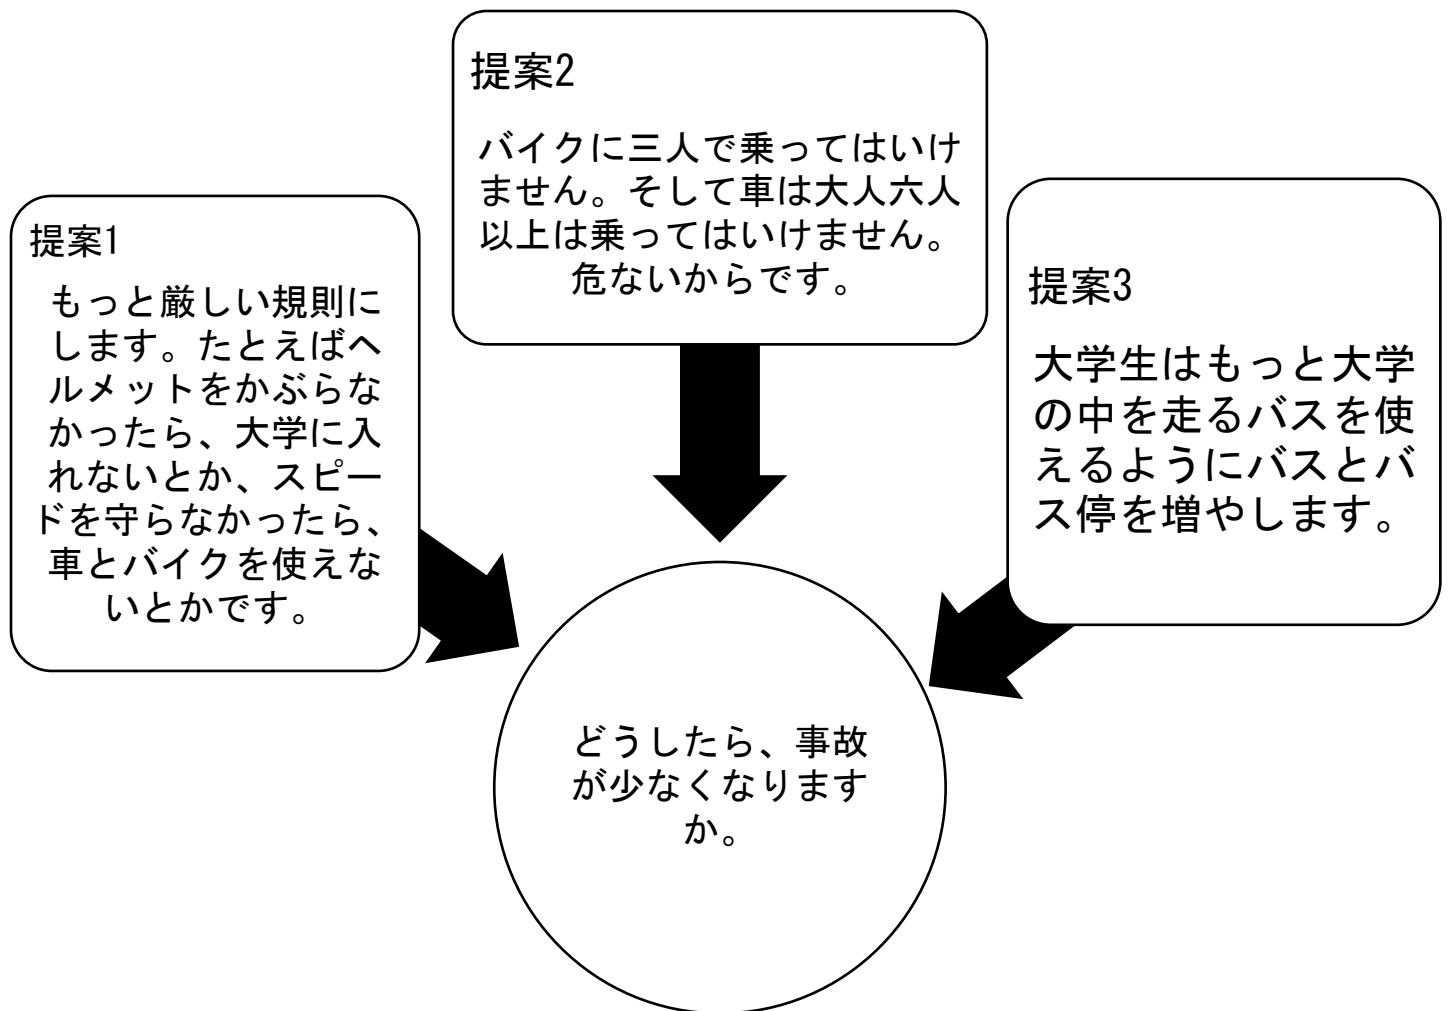 提案1
もっと厳しい規則に
します。たとえばヘ
ルメットをかぶらな
かったら、大学に入
れないとか、スピー
ドを守らなかったら、
車とバイクを使えな
いとかです。
提案2
バイクに三人で乗ってはいけ
ません。そして車は大人六人
以上は乗ってはいけません。
危ないからです。
提案3
大学生はもっと大学
の中を走るバスを使
えるようにバスとバ
ス停を増やします。
どうしたら、事故
が少なくなります
か。